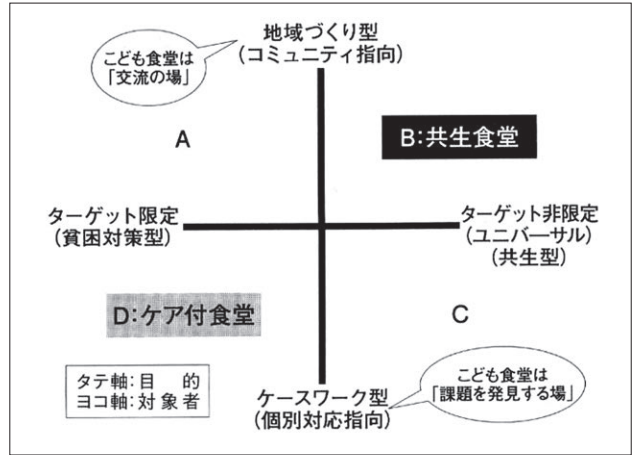 地域づくり型
(コミュニティ指向)
こども食堂は
「交流の場」
A
B:共生食堂
ターゲット限定
(貧困対策型)
ターゲット非限定
(ユニバーサル)
(共生型)
D:ケア付食堂
C
タテ軸:目　的
ヨコ軸:対象者
ケースワーク型
(個別対応指向)
こども食堂は
「課題を発見する場」